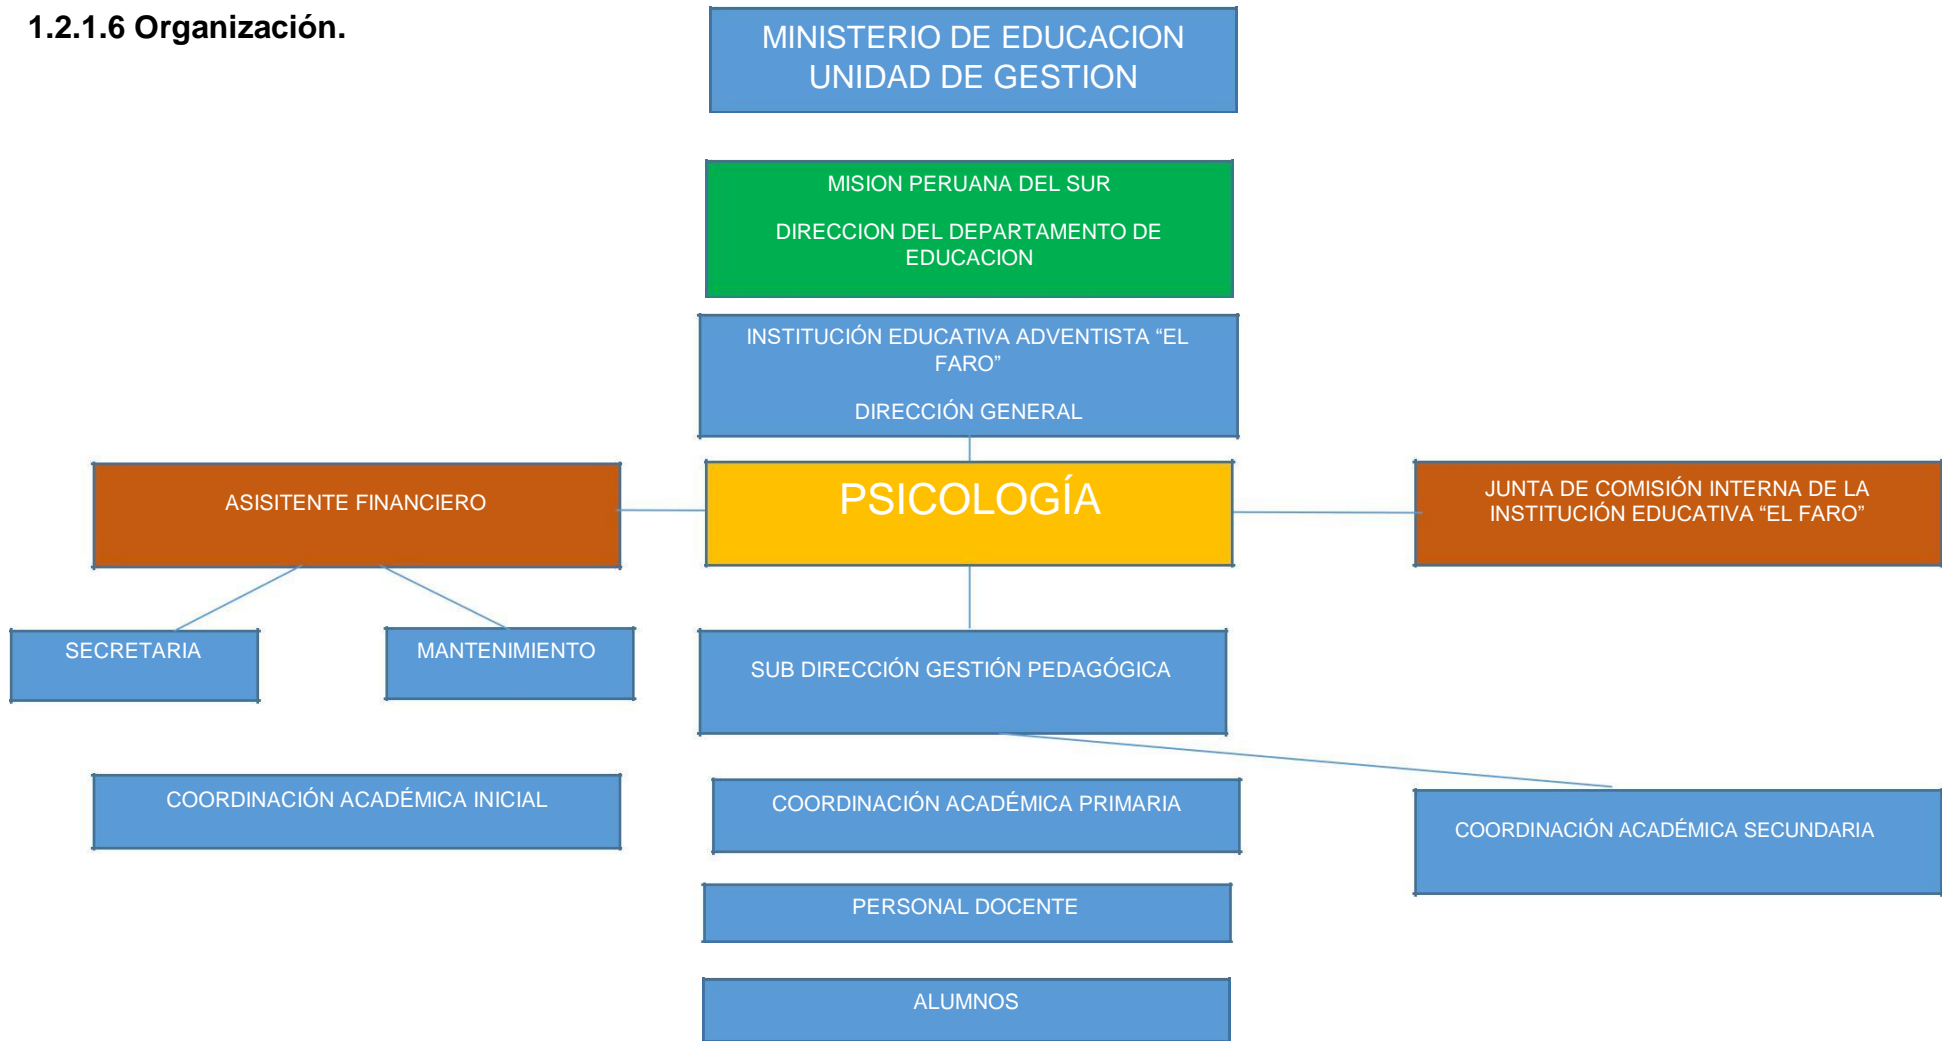 1.2.1.6 Organización.
MINISTERIO DE EDUCACION
UNIDAD DE GESTION
MISION PERUANA DEL SUR
DIRECCION DEL DEPARTAMENTO DE
EDUCACION
INSTITUCIÓN EDUCATIVA ADVENTISTA “EL
FARO”
DIRECCIÓN GENERAL
ASISITENTE FINANCIERO
PSICOLOGÍA
JUNTA DE COMISIÓN INTERNA DE LA
INSTITUCIÓN EDUCATIVA “EL FARO”
SECRETARIA
MANTENIMIENTO
SUB DIRECCIÓN GESTIÓN PEDAGÓGICA
COORDINACIÓN ACADÉMICA INICIAL
COORDINACIÓN ACADÉMICA PRIMARIA
COORDINACIÓN ACADÉMICA SECUNDARIA
PERSONAL DOCENTE
ALUMNOS